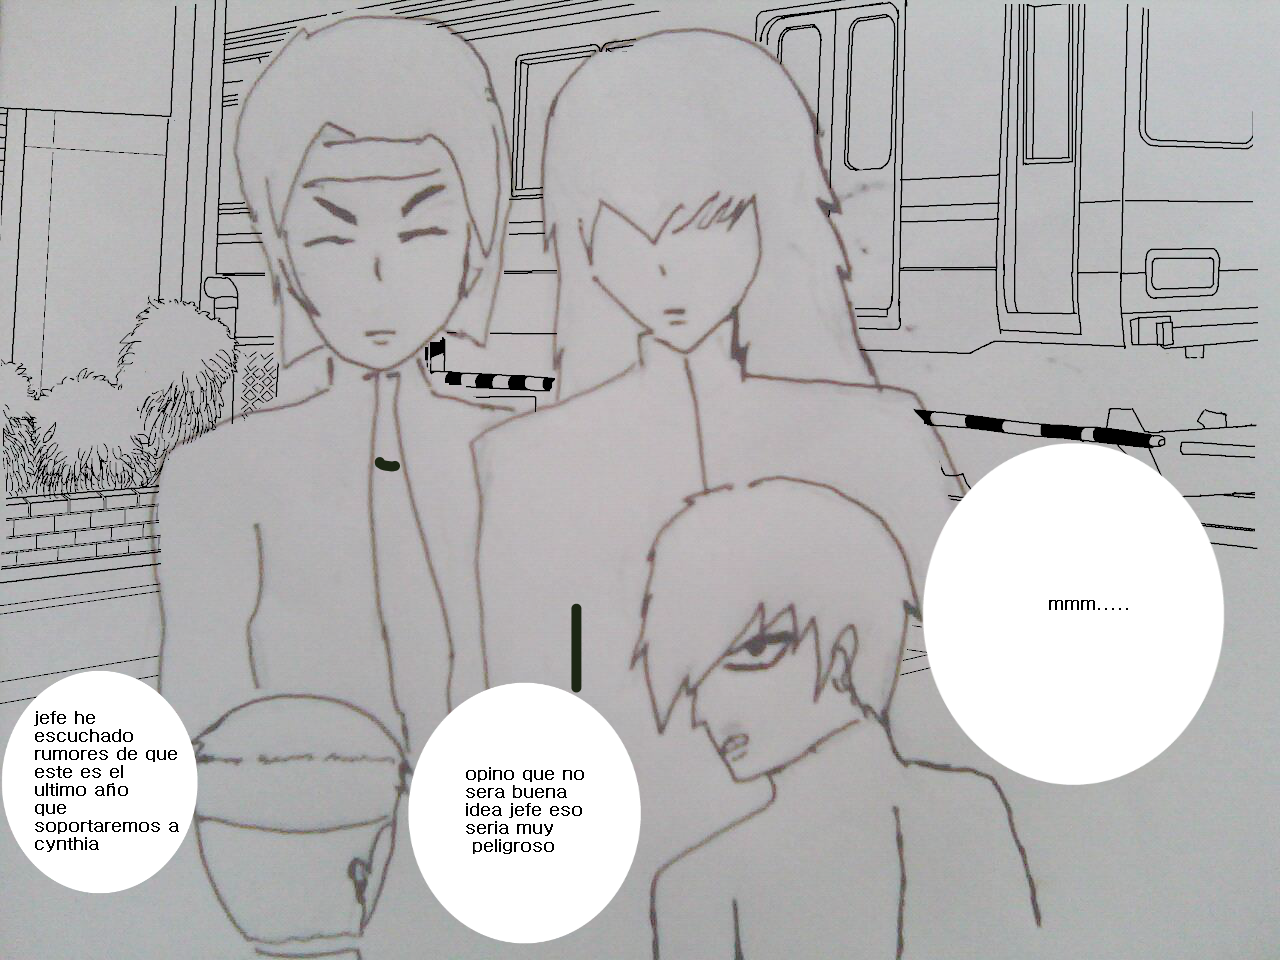 jefe he
escuchado
rumores de que
este es el
ultimo año
que
soportaremos a
cynthia
opino que no
sera buena
idea jefe eso
seria muy
peligroso
mmm.....